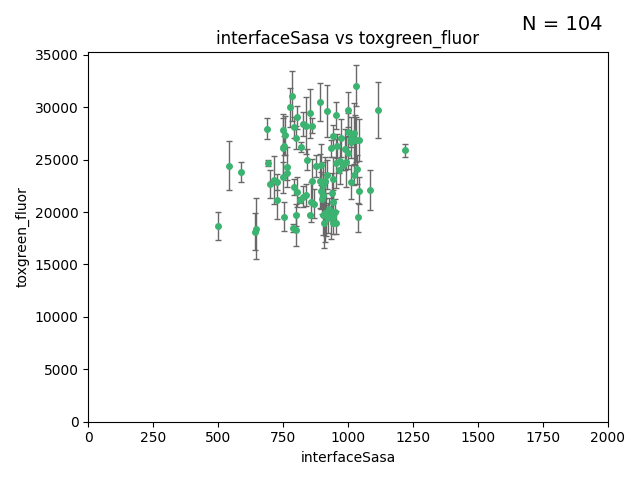 N = 104
interfaceSasa vs toxgreen_fluor
35000
30000
25000
20000
15000
10000
5000
0
toxgreen_fluor
0 250 500 750 1000 1250 1500 1750 2000
interfaceSasa